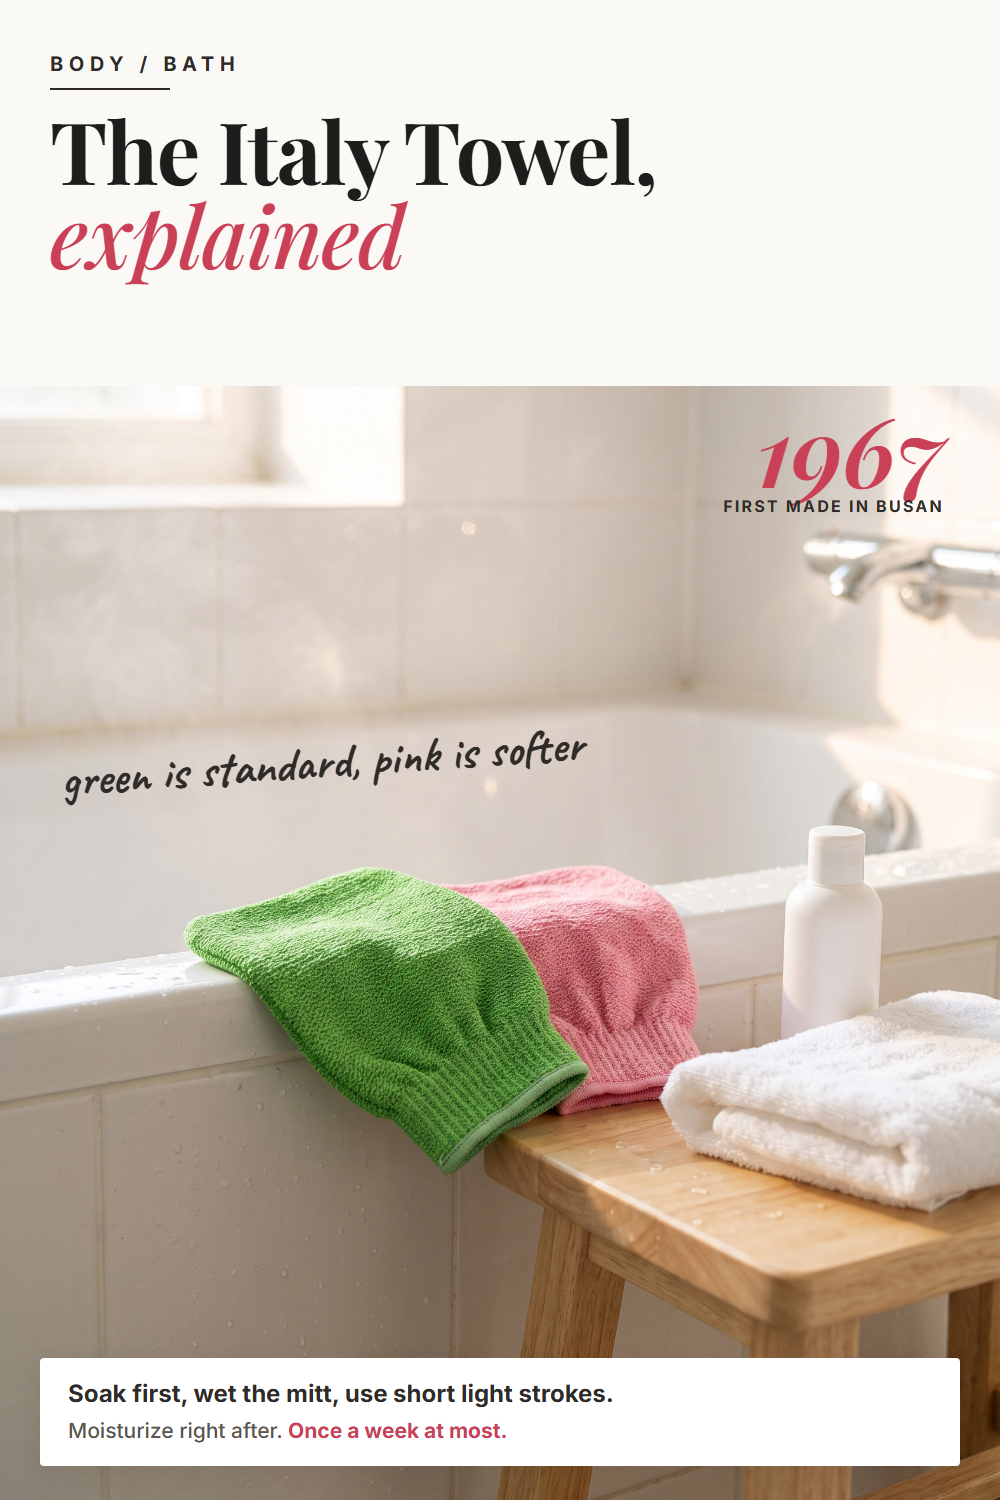 BODY / BATH
The Italy Towel,
explained
1967
FIRST MADE IN BUSAN
green is standard, pink is softer
Soak first, wet the mitt, use short light strokes.
Moisturize right after. Once a week at most.